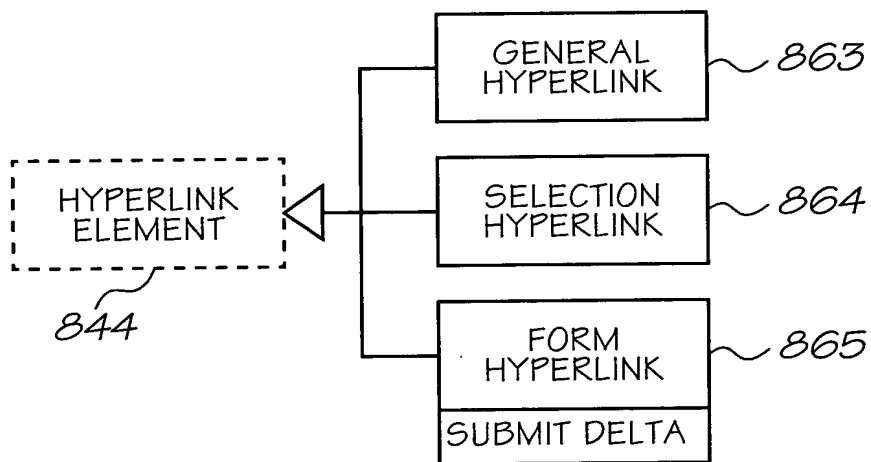 GENERAL
HYPERLINK
863
HYPERLINK
ELEMENT
844
SELECTION
HYPERLINK
864
FORM
HYPERLINK
865
SUBMIT DELTA